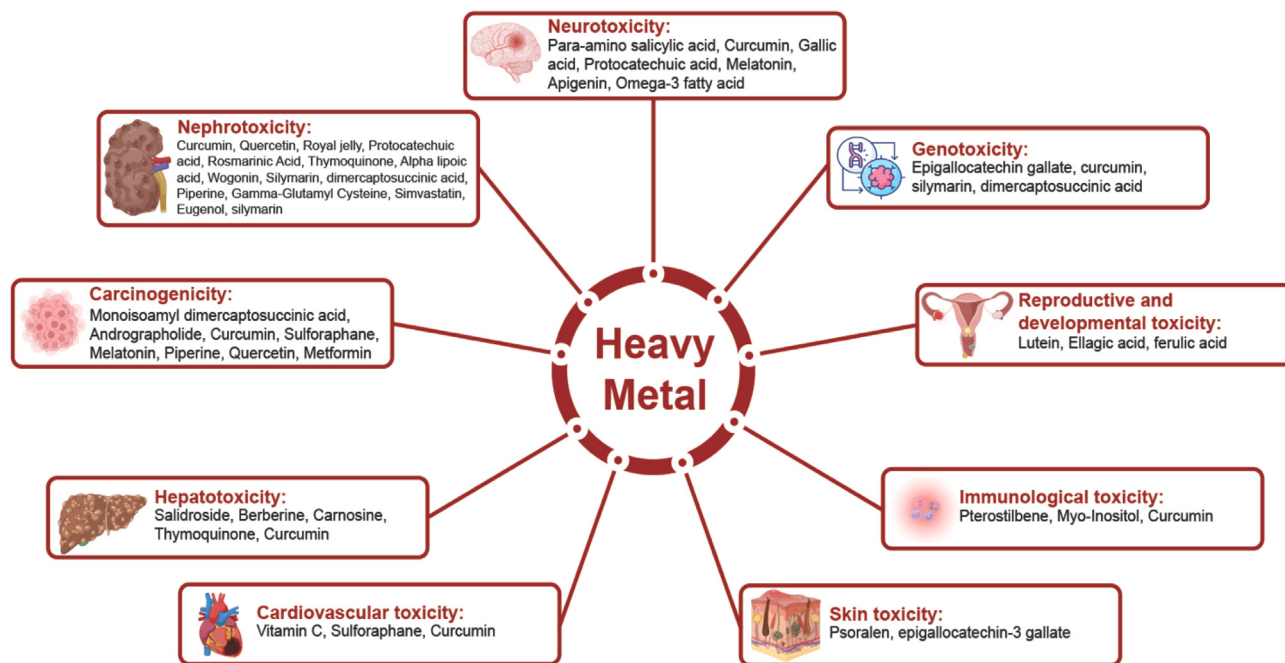 Neurotoxicity:
Para-amino salicylic acid, Curcumin, Gallic
acid, Protocatechuic acid, Melatonin,
Apigenin, Omega-3 fatty acid
Nephrotoxicity:
Curcumin, Quercetin, Royal jelly, Protocatechuic
acid, Rosmarinic Acid, Thymoquinone, Alpha lipoic
acid, Wogonin, Silymarin, dimercaptosuccinic acid,
Piperine, Gamma-Glutamyl Cysteine, Simvastatin,
Eugenol, silymarin
Genotoxicity:
Epigallocatechin gallate, curcumin,
silymarin, dimercaptosuccinic acid
Carcinogenicity:
Monoisoamyl dimercaptosuccinic acid,
Andrographolide, Curcumin, Sulforaphane,
Melatonin, Piperine, Quercetin, Metformin
Heavy
Metal
Reproductive and
developmental toxicity:
Lutein, Ellagic acid, ferulic acid
Hepatotoxicity:
Salidroside, Berberine, Carnosine,
Thymoquinone, Curcumin
Immunological toxicity:
Pterostilbene, Myo-Inositol, Curcumin
Cardiovascular toxicity:
Vitamin C, Sulforaphane, Curcumin
Skin toxicity:
Psoralen, epigallocatechin-3 gallate